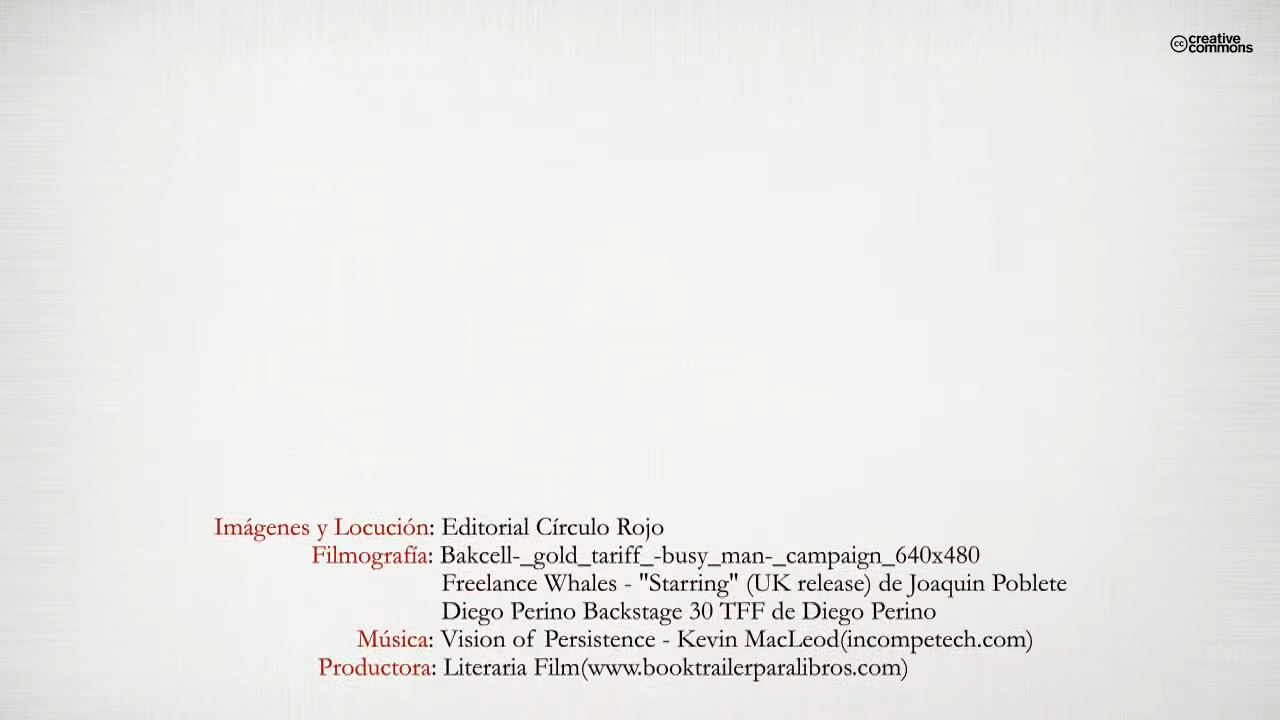 cc creative
commons
Imágenes y Locución: Editorial Círculo Rojo
Filmografía: Bakcell-_gold_tariff_-busy_man-_campaign_640x480
Freelance Whales - "Starring" (UK release) de Joaquin Poblete
Diego Perino Backstage 30 TFF de Diego Perino
Música: Vision of Persistence - Kevin MacLeod(incompetech.com)
Productora: Literaria Film(www.booktrailerparalibros.com)